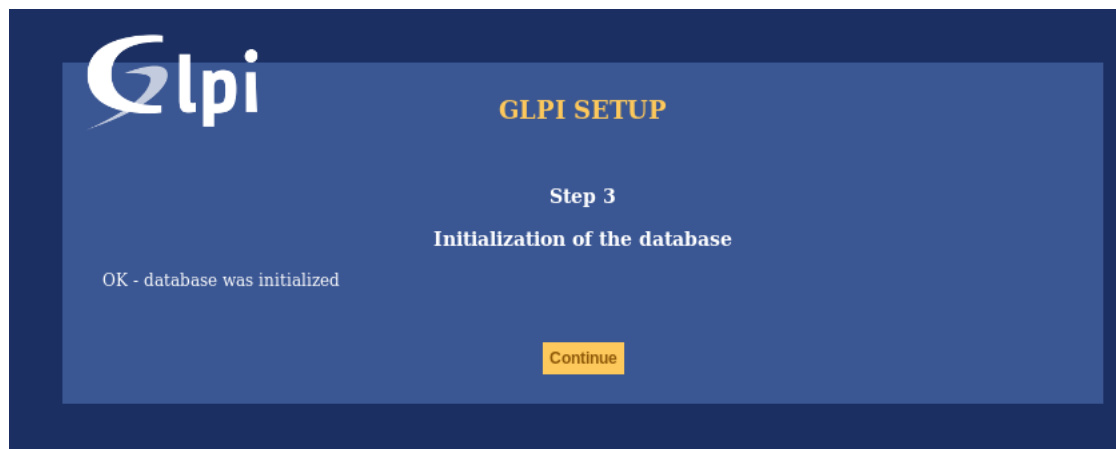 Glpi
GLPI SETUP
Step 3
Initialization of the database
OK - database was initialized
Continue